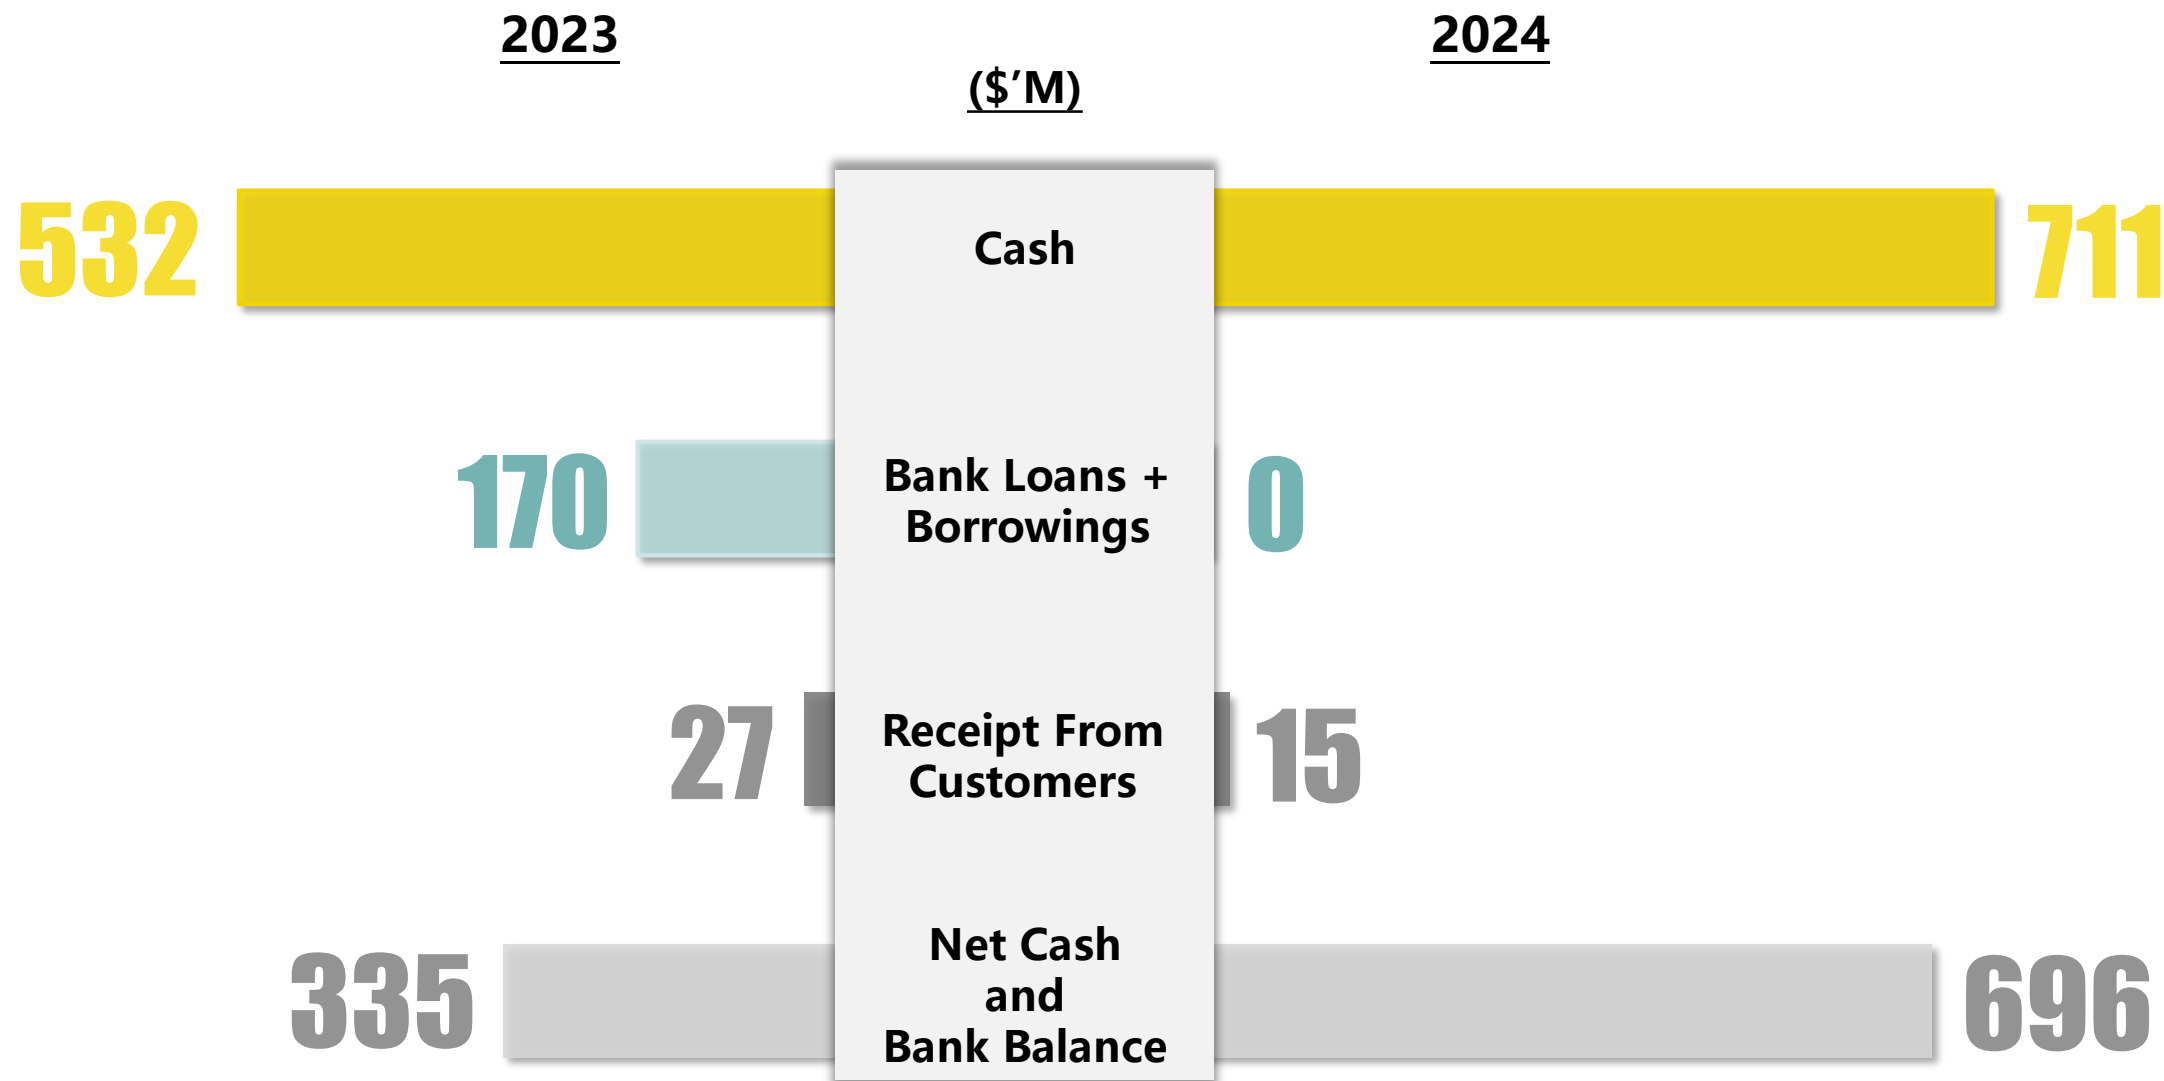 2023
2024
($’M)
532
Cash
711
170
Bank Loans +
Borrowings
0
27
Receipt From
Customers
15
335
Net Cash
and
Bank Balance
696